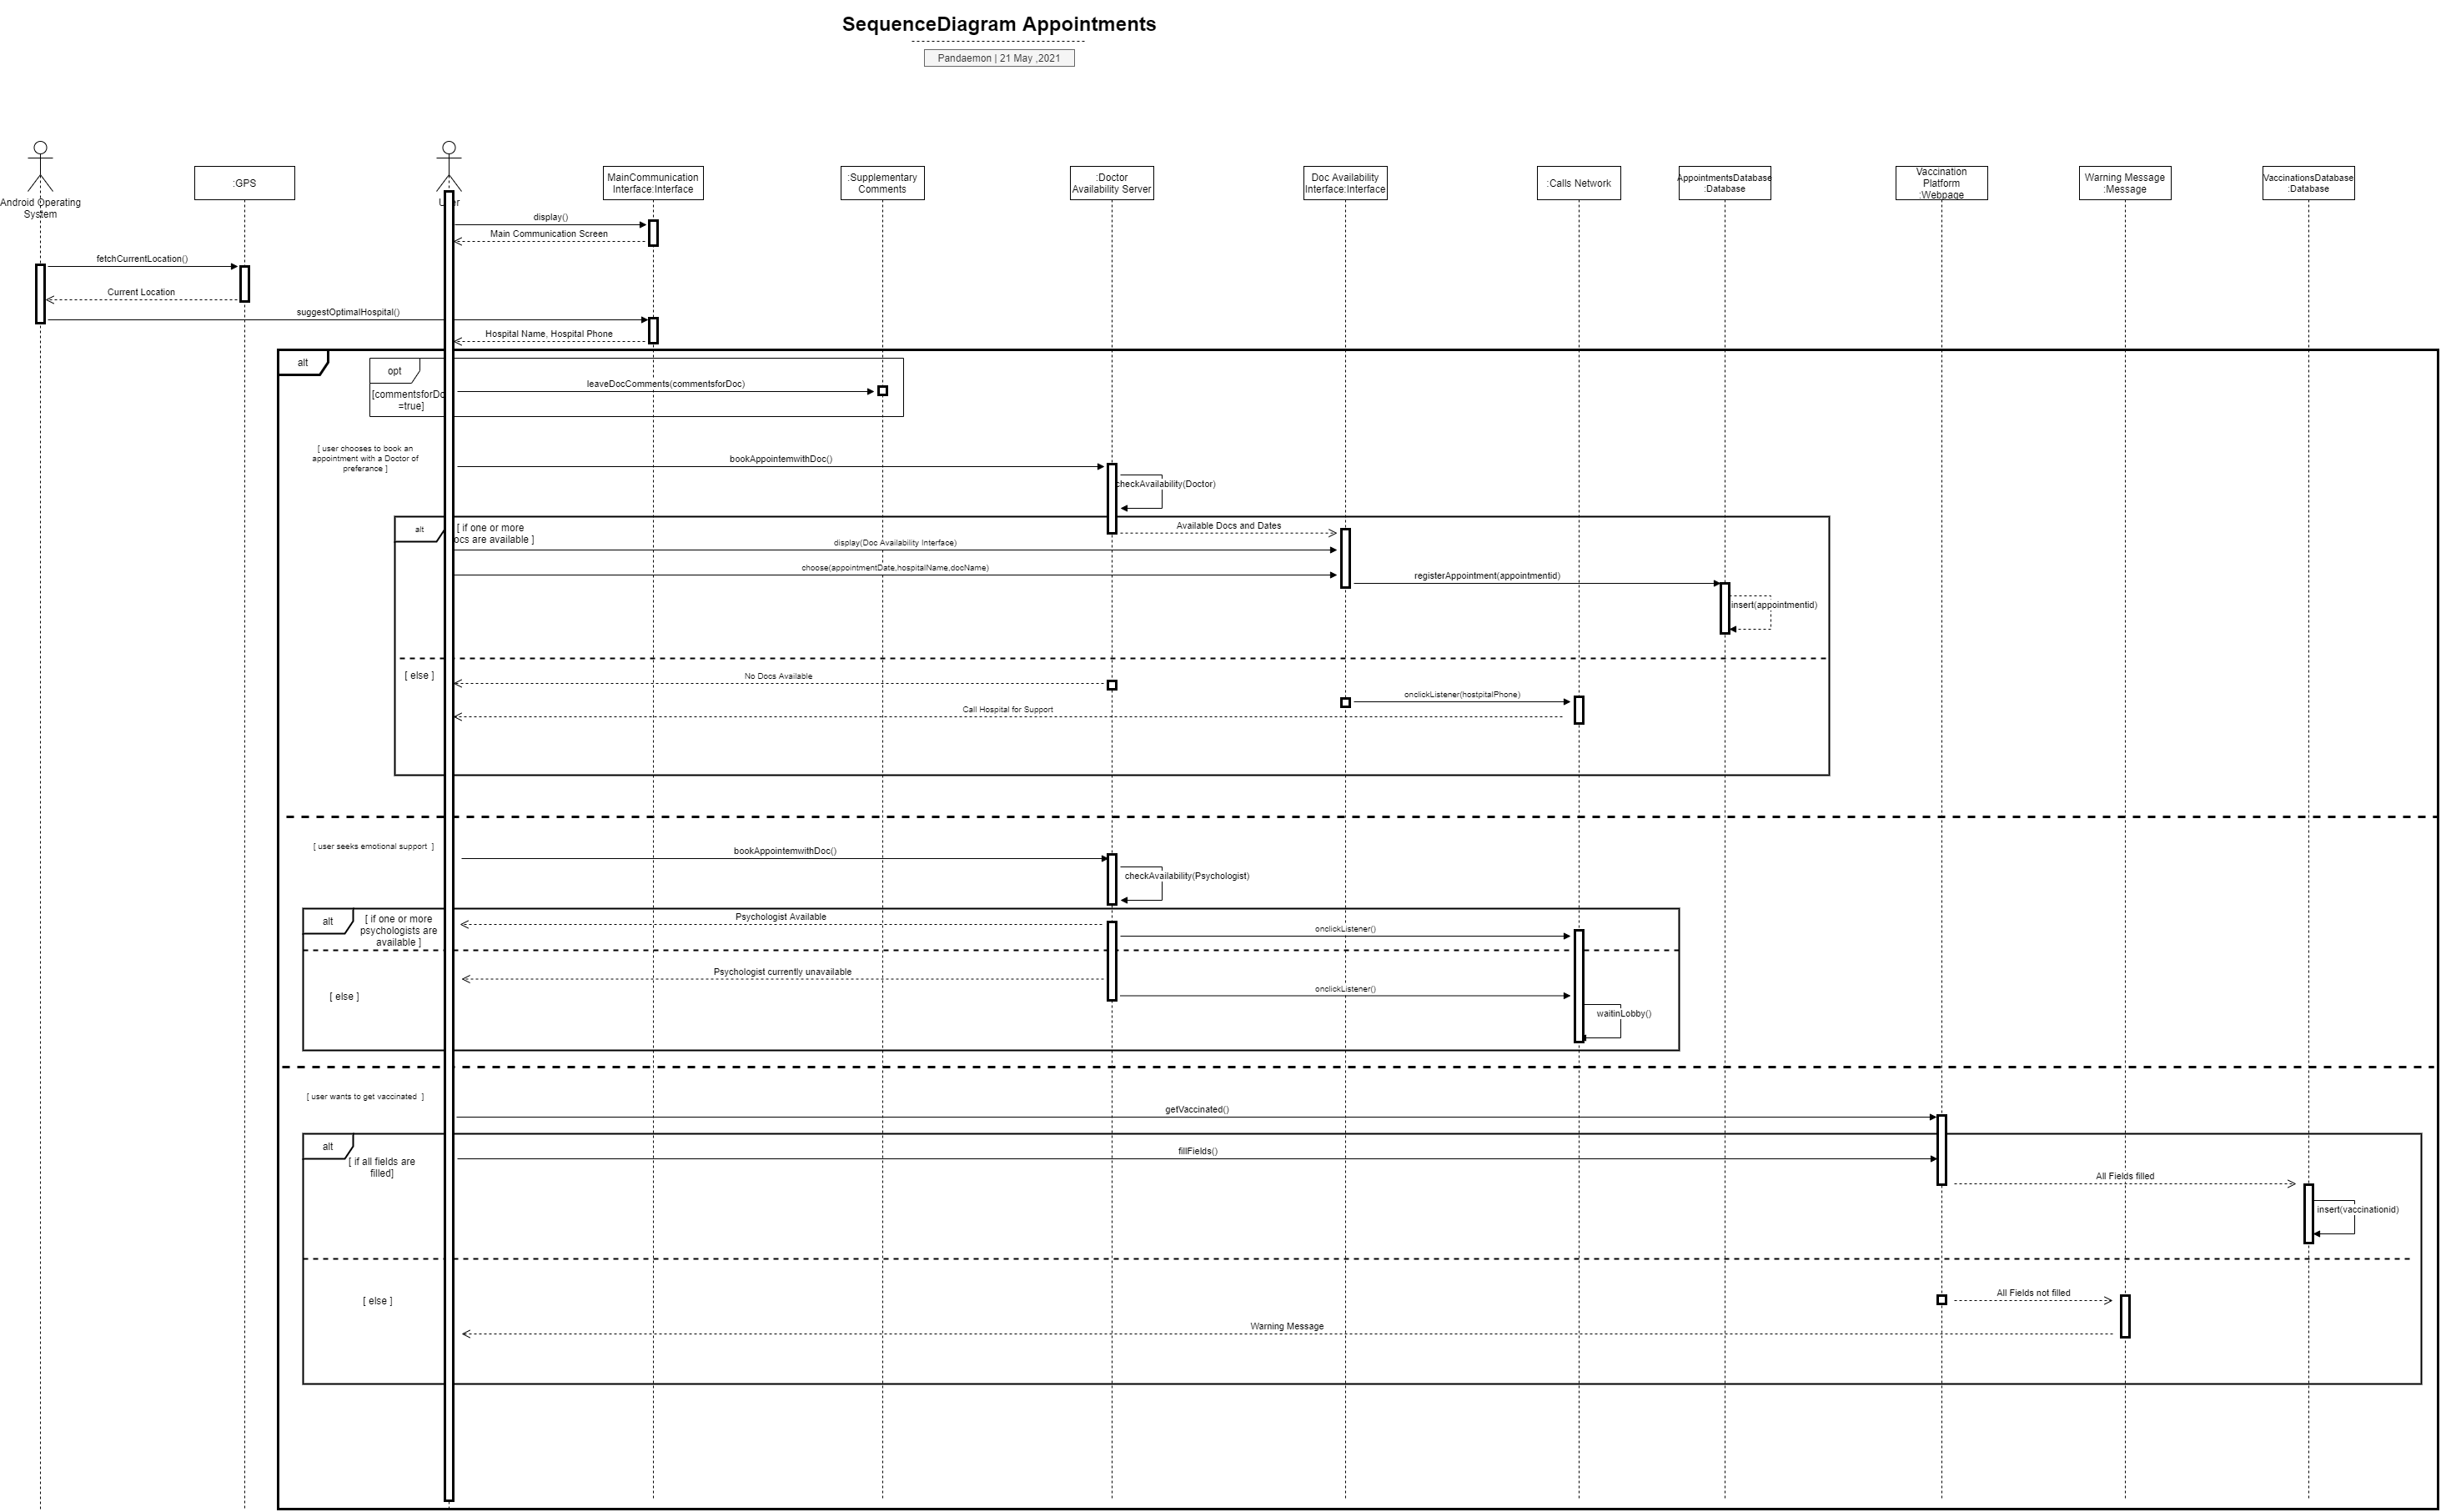 SequenceDiagram Appointments
Pandaemon | 21 May ,2021
Android Operating
System
:GPS
MainCommunication
Interface:Interface
:Supplementary
Comments
:Doctor
Availability Server
Doc Availability
Interface:Interface
:Calls Network
AppointmentsDatabase
:Database
Vaccination
Platform
:Webpage
Warning Message
:Message
VaccinationsDatabase
:Database
display()
Main Communication Screen
fetchCurrentLocation()
Current Location
suggestOptimalHospital()
Hospital Name, Hospital Phone
alt
opt
[commentsforDo
=true]
leaveDocComments(commentsforDoc)
[ user chooses to book an
appointment with a Doctor of
preferance ]
bookAppointemwithDoc()
checkAvailability(Doctor)
alt
[ if one or more
ocs are available ]
Available Docs and Dates
display(Doc Availability Interface)
choose(appointmentDate,hospitalName,docName)
registerAppointment(appointmentid)
insert(appointmentid)
[ else ]
No Docs Available
onclickListener(hostpitalPhone)
Call Hospital for Support
[ user seeks emotional support  ]
bookAppointemwithDoc()
checkAvailability(Psychologist)
alt
[ if one or more
psychologists are
available ]
Psychologist Available
onclickListener()
Psychologist currently unavailable
[ else ]
onclickListener()
waitinLobby()
[ user wants to get vaccinated  ]
getVaccinated()
alt
[ if all fields are
filled]
fillFields()
All Fields filled
insert(vaccinationid)
[ else ]
All Fields not filled
Warning Message